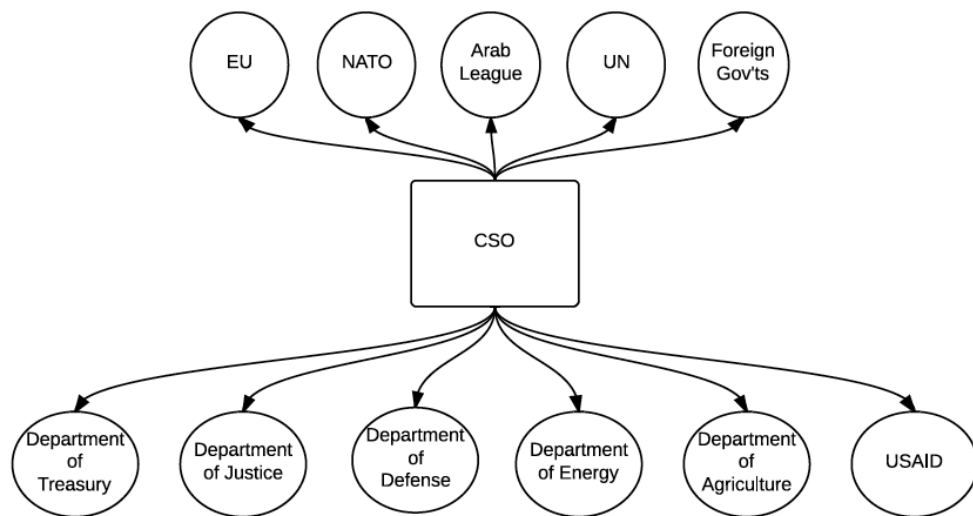 EU
NATO
Arab
League
UN
Foreign
Gov'ts
CSO
Department
of
Treasury
Department
of Justice
Department
of
Defense
Department
of Energy
Department
of
Agriculture
USAID